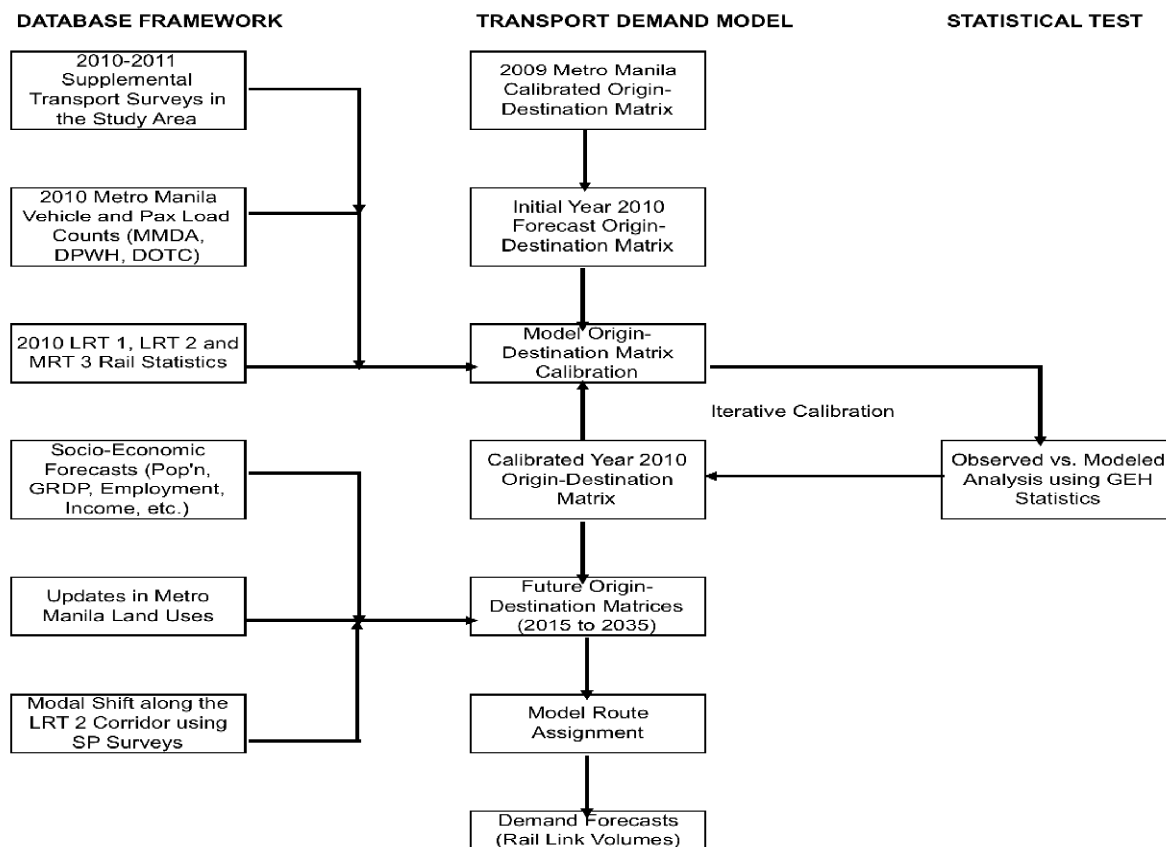 DATABASE FRAMEWORK
TRANSPORT DEMAND MODEL
STATISTICAL TEST
2010-2011
Supplemental
Transport Surveys in
the Study Area
2009 Metro Manila
Calibrated Origin-
Destination Matrix
2010 Metro Manila
Vehicle and Pax Load
Counts (MMDA,
DPWH, DOTC)
Initial Year 2010
Forecast Origin-
Destination Matrix
2010 LRT 1, LRT 2 and
MRT 3 Rail Statistics
Model Origin-
Destination Matrix
Calibration
Iterative Calibration
Socio-Economic
Forecasts (Pop'n,
GRDP, Employment,
Income, etc.)
Calibrated Year 2010
Origin-Destination
Matrix
Observed vs. Modeled
Analysis using GEH
Statistics
Updates in Metro
Manila Land Uses
Future Origin-
Destination Matrices
(2015 to 2035)
Modal Shift along the
LRT 2 Corridor using
SP Surveys
Model Route
Assignment
Demand Forecasts
(Rail Link Volumes)